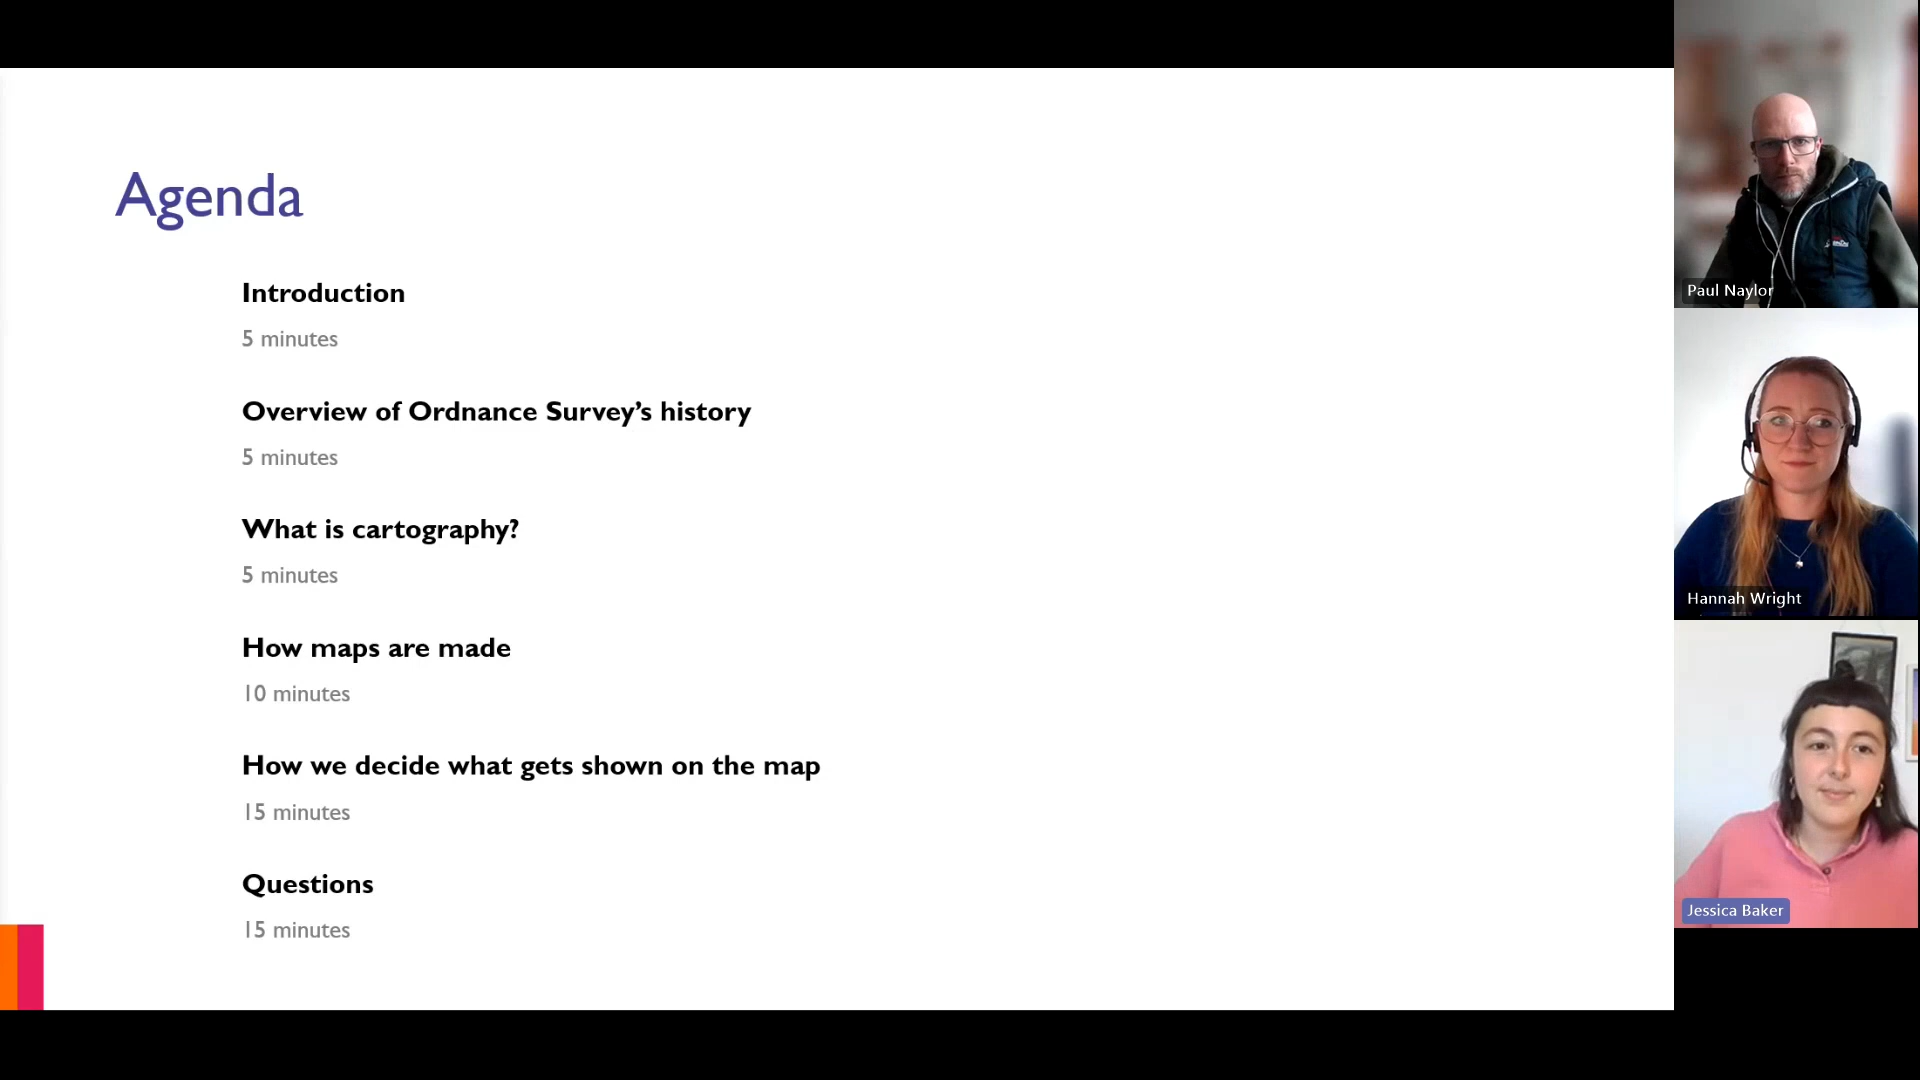 Agenda
Introduction
5 minutes
Overview of Ordnance Survey’s history
5 minutes
What is cartography?
5 minutes
How maps are made
10 minutes
How we decide what gets shown on the map
15 minutes
Questions
15 minutes
Paul Naylor
Hannah Wright
Jessica Baker